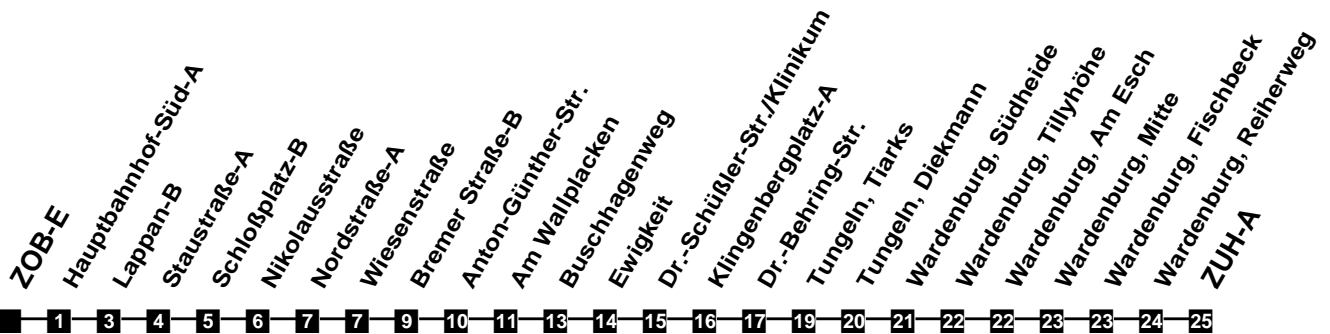 ZOB-E
Hauptbahnhof-Süd-A
Lappan-B
Staustraße-A
Schloßplatz-B
Nikolausstraße
Nordstraße-A
Wiesenstraße
Bremer Straße-B
Anton-Günther-Str.
Am Wallplacken
Buschhagenweg
Ewigkeit
Dr.-Schüßler-Str./Klinikum
Klingenbergplatz-A
Dr.-Behring-Str.
Tungeln, Tiarks
Tungeln, Diekmann
Wardenburg, Südheide
Wardenburg, Tillyhöhe
Wardenburg, Am Esch
Wardenburg, Mitte
Wardenburg, Fischbeck
Wardenburg, Reiherweg
ZUH-A
1 3 4 5 6 7 7 9 10 11 13 14 15 16 17 19 20 21 22 22 23 23 24 25